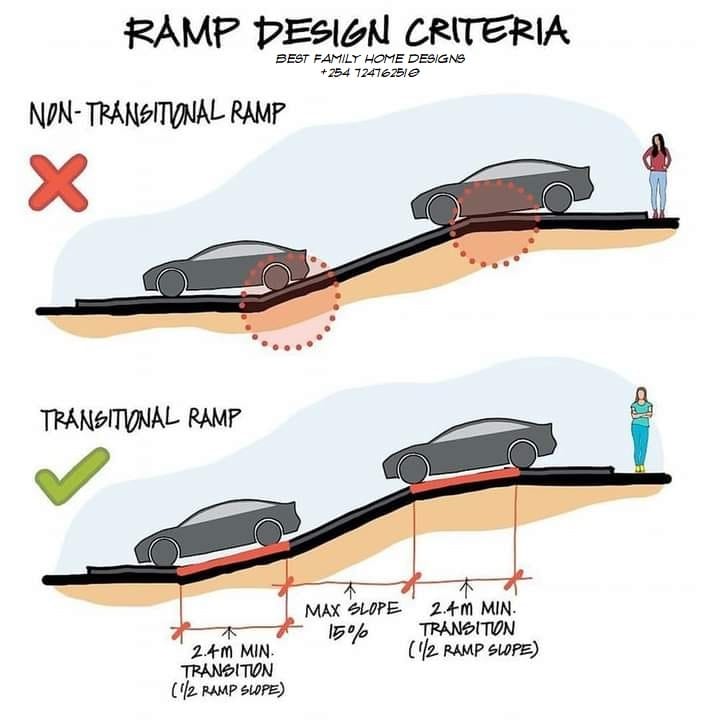 RAMP DESIGN CRITERIA
BEST FAMILY HOME DESIGNS
+254 724762510
NON-TRANSITIONAL RAMP
TRANSITIONAL RAMP
MAX SLOPE
15%
2.4m MIN.
TRANSITION
(1/2 RAMP SLOPE)
2.4m MIN.
TRANSITION
(1/2 RAMP SLOPE)